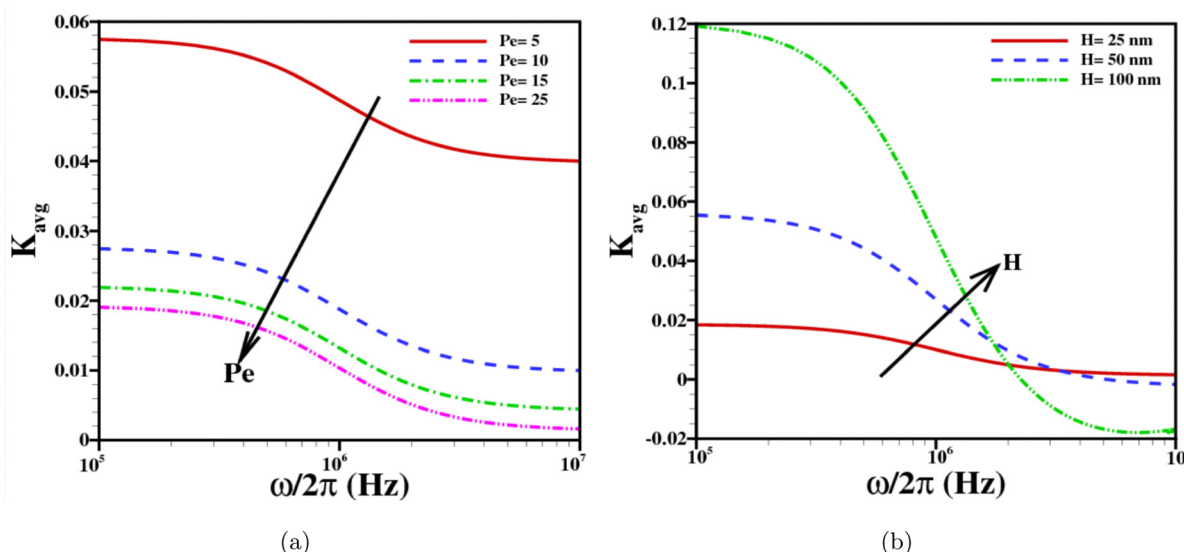 0.06
0.05
0.04
0.03
0.02
0.01
0
K_avg
Pe= 5
Pe= 10
Pe= 15
Pe= 25
Pe
10^5
10^6
10^7
ω/2π (Hz)
(a)
0.12
0.1
0.08
0.06
0.04
0.02
0
-0.02
K_avg
H= 25 nm
H= 50 nm
H= 100 nm
H
10^5
10^6
10
ω/2π (Hz)
(b)